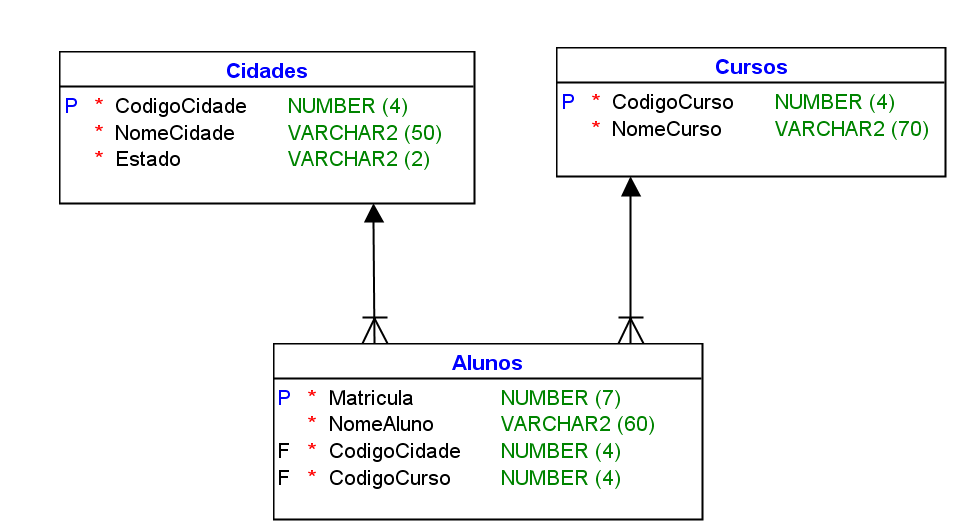 Cidades
P * CodigoCidade NUMBER (4)
* NomeCidade VARCHAR2 (50)
* Estado VARCHAR2 (2)
Cursos
P * CodigoCurso NUMBER (4)
* NomeCurso VARCHAR2 (70)
Alunos
P * Matricula NUMBER (7)
* NomeAluno VARCHAR2 (60)
F * CodigoCidade NUMBER (4)
F * CodigoCurso NUMBER (4)